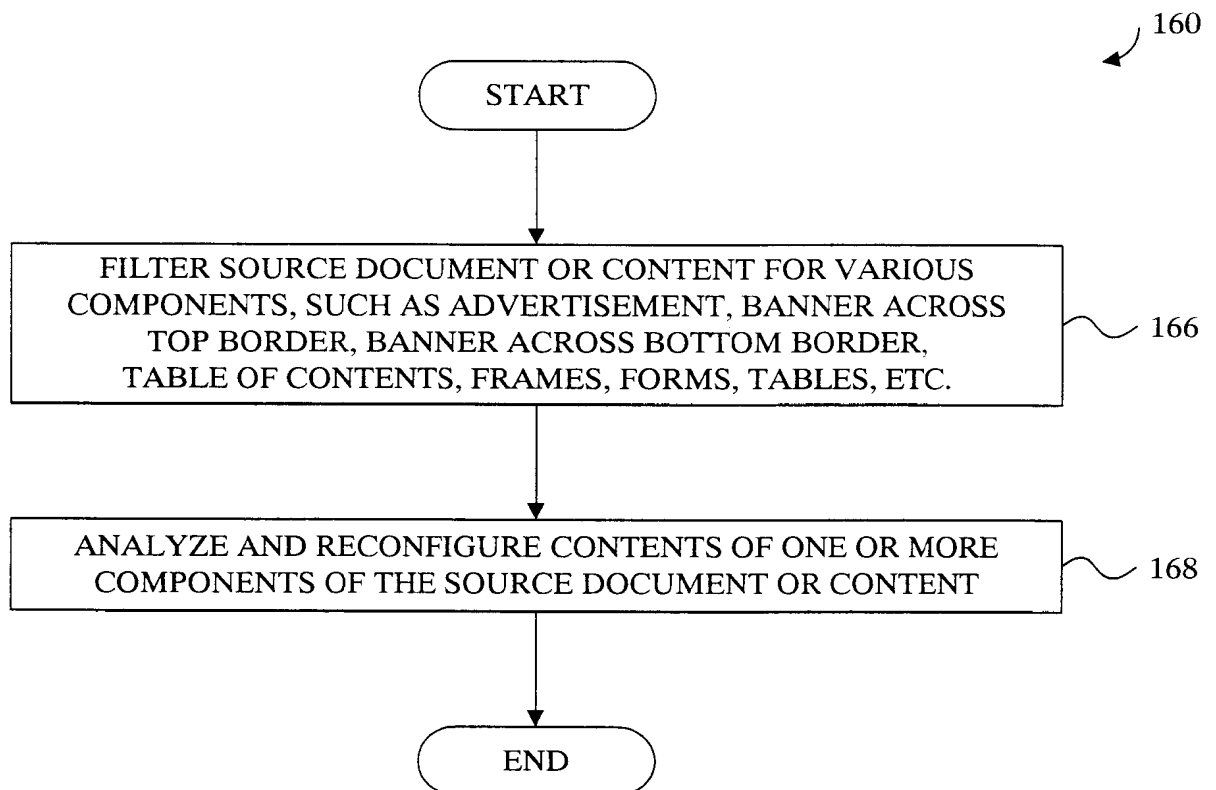 160
START
FILTER SOURCE DOCUMENT OR CONTENT FOR VARIOUS
COMPONENTS, SUCH AS ADVERTISEMENT, BANNER ACROSS
TOP BORDER, BANNER ACROSS BOTTOM BORDER,
TABLE OF CONTENTS, FRAMES, FORMS, TABLES, ETC.
166
ANALYZE AND RECONFIGURE CONTENTS OF ONE OR MORE
COMPONENTS OF THE SOURCE DOCUMENT OR CONTENT
168
END